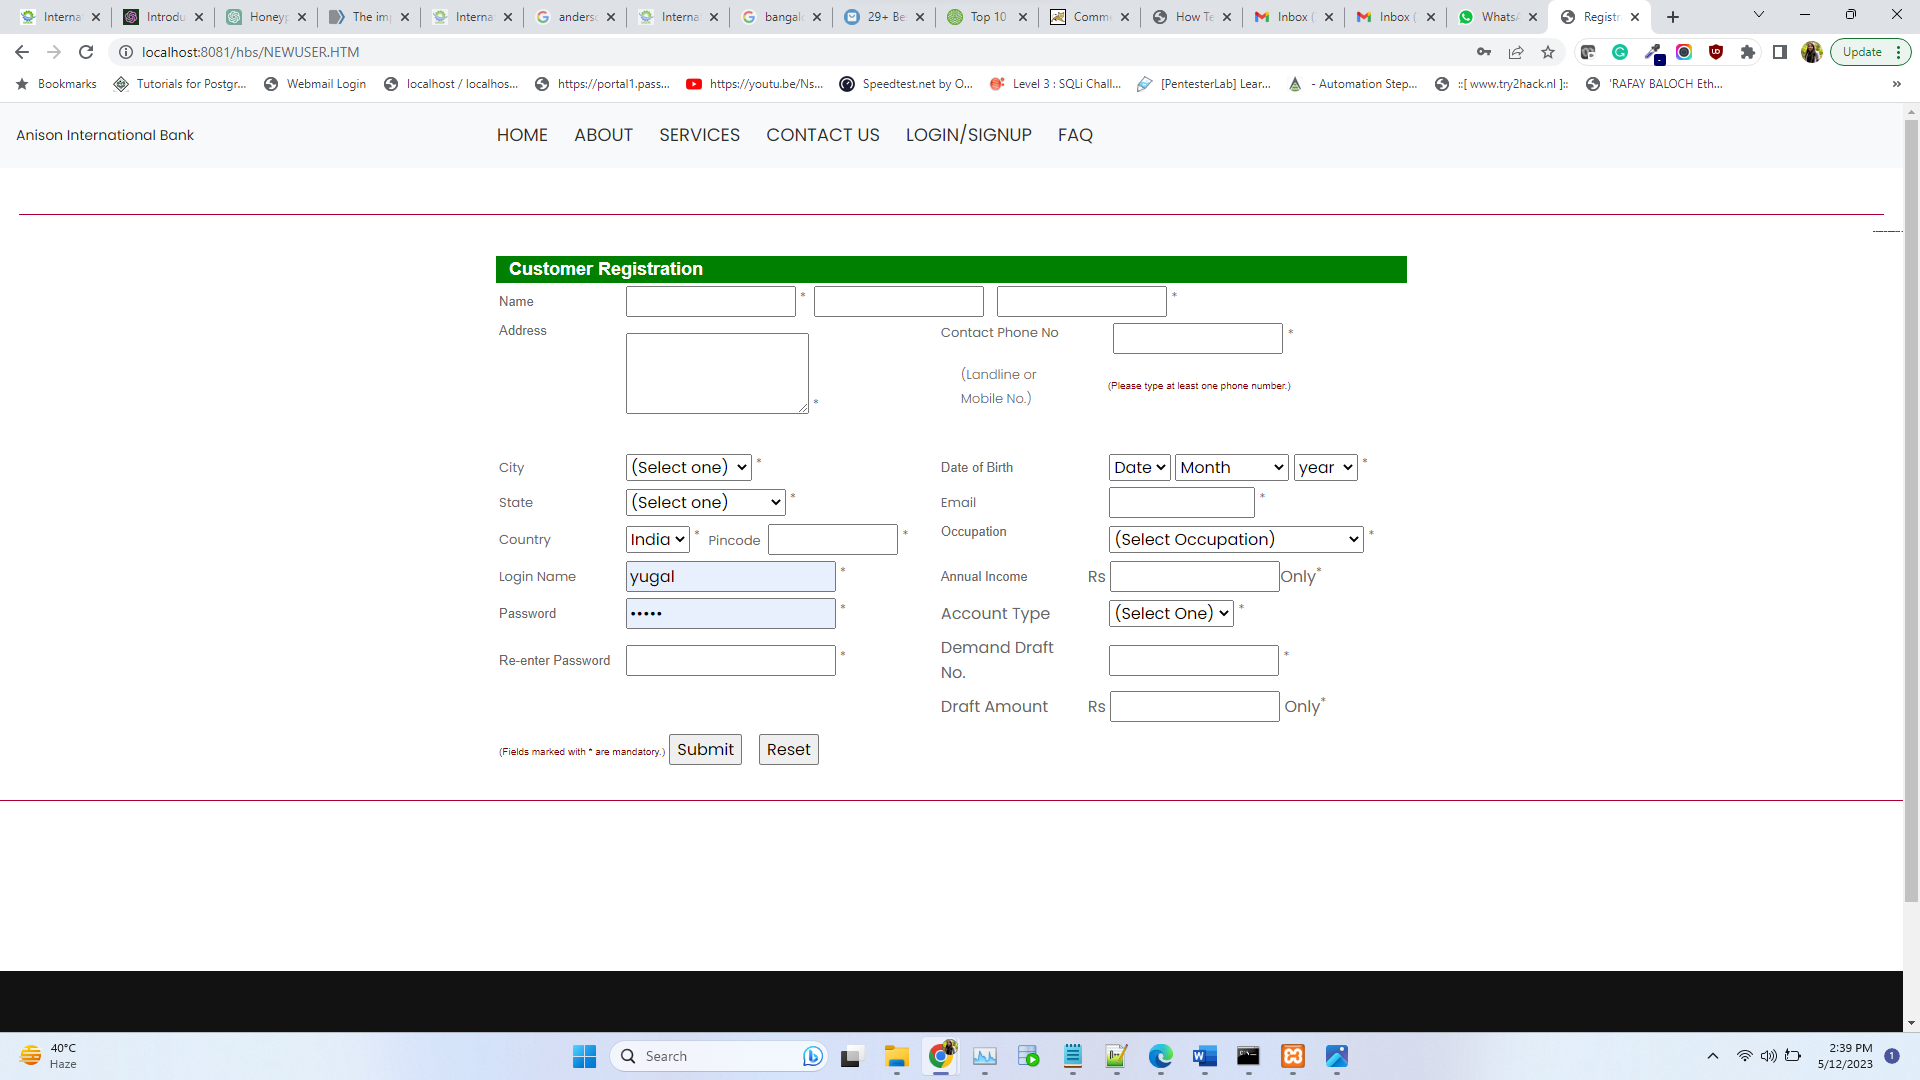 Interna
Introdu
Honeyp
The imp
Interna
anderso
Interna
bangal
29+ Be
Top 10
Comm
How Te
Inbox (
Inbox (
WhatsA
Registr
localhost:8081/hbs/NEWUSER.HTM
Update
Bookmarks
Tutorials for Postgr...
Webmail Login
localhost / localhos...
https://portal1.pass...
https://youtu.be/Ns...
Speedtest.net by O...
Level 3 : SQLi Chall...
[PentesterLab] Lear...
- Automation Step...
::[ www.try2hack.nl ]::
'RAFAY BALOCH Eth...
»
Anison International Bank
HOME ABOUT SERVICES CONTACT US LOGIN/SIGNUP FAQ
Customer Registration
Name * *
Address *
Contact Phone No *
(Landline or
Mobile No.)
(Please type at least one phone number.)
City (Select one) *
Date of Birth Date Month year *
State (Select one) *
Email *
Country India * Pincode *
Occupation (Select Occupation) *
Login Name yugal *
Annual Income Rs Only*
Password ••••• *
Account Type (Select One) *
Re-enter Password *
Demand Draft
No. *
Draft Amount Rs Only*
(Fields marked with * are mandatory.) Submit Reset
40°C
Haze
Search
2:39 PM
5/12/2023
1